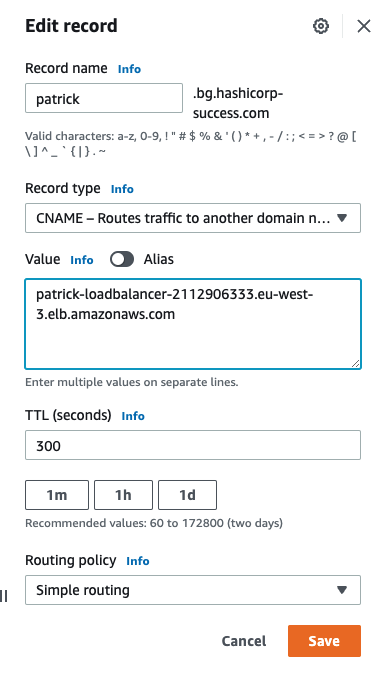 Edit record
Record name Info
patrick
.bg.hashicorp-
success.com
Valid characters: a-z, 0-9, ! " # $ % & ' ( ) * + , - / : ; < = > ? @ [
\ ] ^ _ ` { | } . ~
Record type Info
CNAME – Routes traffic to another domain n...
Value Info Alias
patrick-loadbalancer-2112906333.eu-west-
3.elb.amazonaws.com
Enter multiple values on separate lines.
TTL (seconds) Info
300
1m 1h 1d
Recommended values: 60 to 172800 (two days)
Routing policy Info
Simple routing
Cancel Save